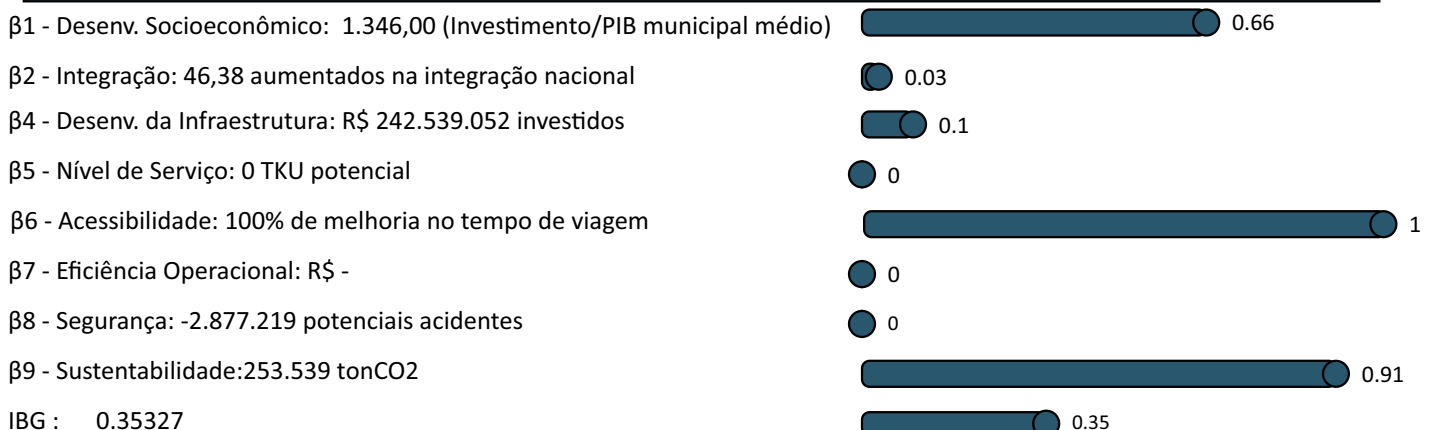 β1 - Desenv. Socioeconômico: 1.346,00 (Investimento/PIB municipal médio) 0.66
β2 - Integração: 46,38 aumentados na integração nacional 0.03
β4 - Desenv. da Infraestrutura: R$ 242.539.052 investidos 0.1
β5 - Nível de Serviço: 0 TKU potencial 0
β6 - Acessibilidade: 100% de melhoria no tempo de viagem 1
β7 - Eficiência Operacional: R$ - 0
β8 - Segurança: -2.877.219 potenciais acidentes 0
β9 - Sustentabilidade:253.539 tonCO2 0.91
IBG : 0.35327 0.35